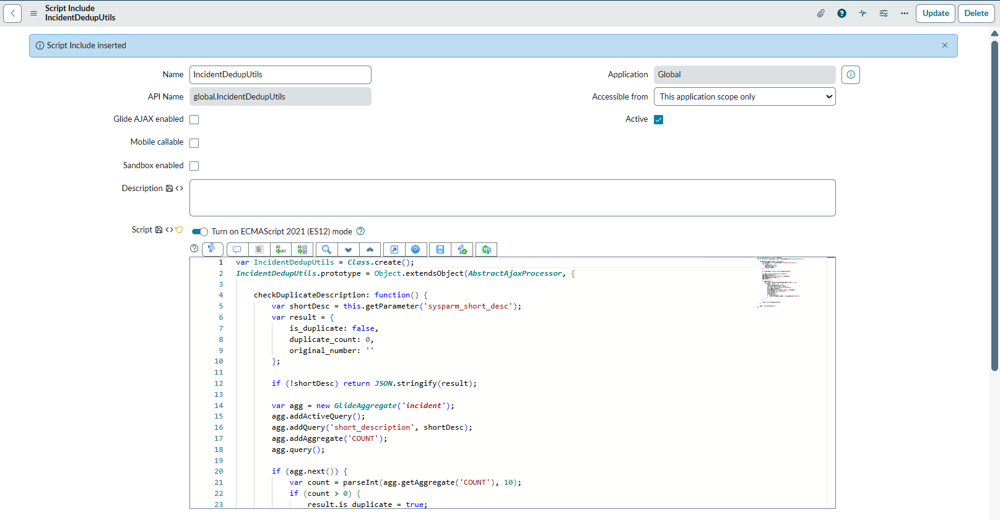 Script Include
IncidentDedupUtils
Update
Delete
Script Include inserted
Name
IncidentDedupUtils
Application
Global
API Name
global.IncidentDedupUtils
Accessible from
This application scope only
Glide AJAX enabled
Active
Mobile callable
Sandbox enabled
Description
Script
Turn on ECMAScript 2021 (ES12) mode
1 var IncidentDedupUtils = Class.create();
2 IncidentDedupUtils.prototype = Object.extendsObject(AbstractAjaxProcessor, {
3
4 checkDuplicateDescription: function() {
5 var shortDesc = this.getParameter('sysparm_short_desc');
6 var result = {
7 is_duplicate: false,
8 duplicate_count: 0,
9 original_number: ''
10 };
11
12 if (!shortDesc) return JSON.stringify(result);
13
14 var agg = new GlideAggregate('incident');
15 agg.addActiveQuery();
16 agg.addQuery('short_description', shortDesc);
17 agg.addAggregate('COUNT');
18 agg.query();
19
20 if (agg.next()) {
21 var count = parseInt(agg.getAggregate('COUNT'), 10);
22 if (count > 0) {
23 result.is_duplicate = true;